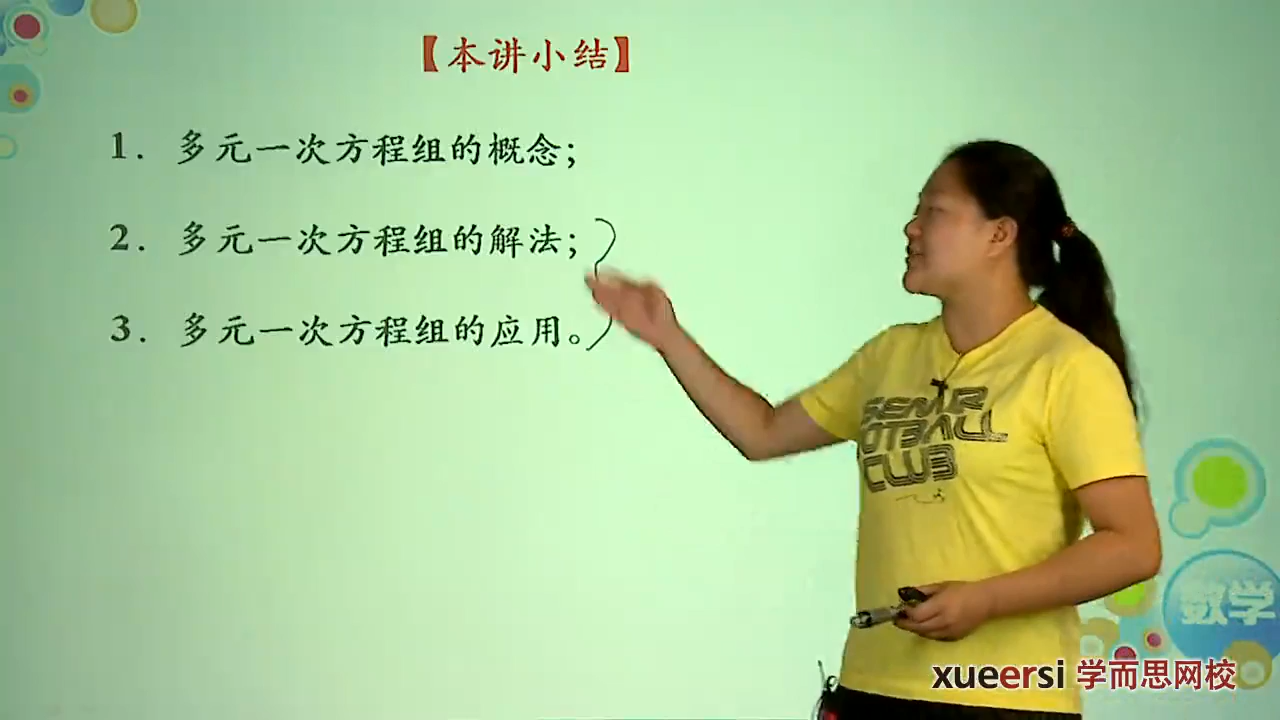 【本讲小结】
1. 多元一次方程组的概念;
2. 多元一次方程组的解法;
3. 多元一次方程组的应用。
CLUB
数学
xueersi 学而思网校